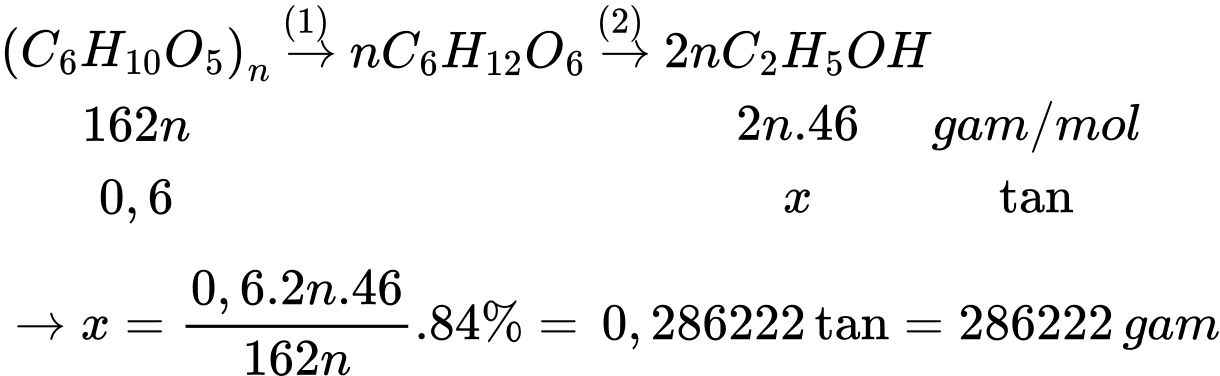 (C₆H₁₀O₅)ₙ →(1) nC₆H₁₂O₆ →(2) 2nC₂H₅OH
162n 2n.46 gam/mol
0,6 x tan
→ x = (0,6.2n.46)/(162n) .84% = 0,286222 tan = 286222 gam